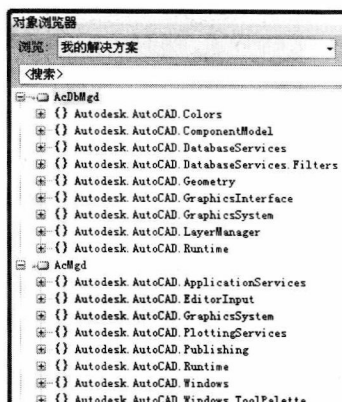 对象浏览器
浏览: 我的解决方案
<搜索>
AcDbMgd
{} Autodesk.AutoCAD.Colors
{} Autodesk.AutoCAD.ComponentModel
{} Autodesk.AutoCAD.DatabaseServices
{} Autodesk.AutoCAD.DatabaseServices.Filters
{} Autodesk.AutoCAD.Geometry
{} Autodesk.AutoCAD.GraphicsInterface
{} Autodesk.AutoCAD.GraphicsSystem
{} Autodesk.AutoCAD.LayerManager
{} Autodesk.AutoCAD.Runtime
AcMgd
{} Autodesk.AutoCAD.ApplicationServices
{} Autodesk.AutoCAD.EditorInput
{} Autodesk.AutoCAD.GraphicsSystem
{} Autodesk.AutoCAD.PlottingServices
{} Autodesk.AutoCAD.Publishing
{} Autodesk.AutoCAD.Runtime
{} Autodesk.AutoCAD.Windows
{} Autodesk.AutoCAD.Windows.ToolPalette